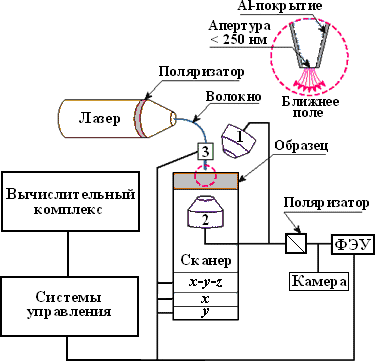 Al-покрытие
Апертура
< 250 нм
Ближнее
поле
Поляризатор
Волокно
Лазер
1
3
Образец
Вычислительный
комплекс
2
Поляризатор
Сканер
ФЭУ
x-y-z
Камера
Системы
управления
x
y